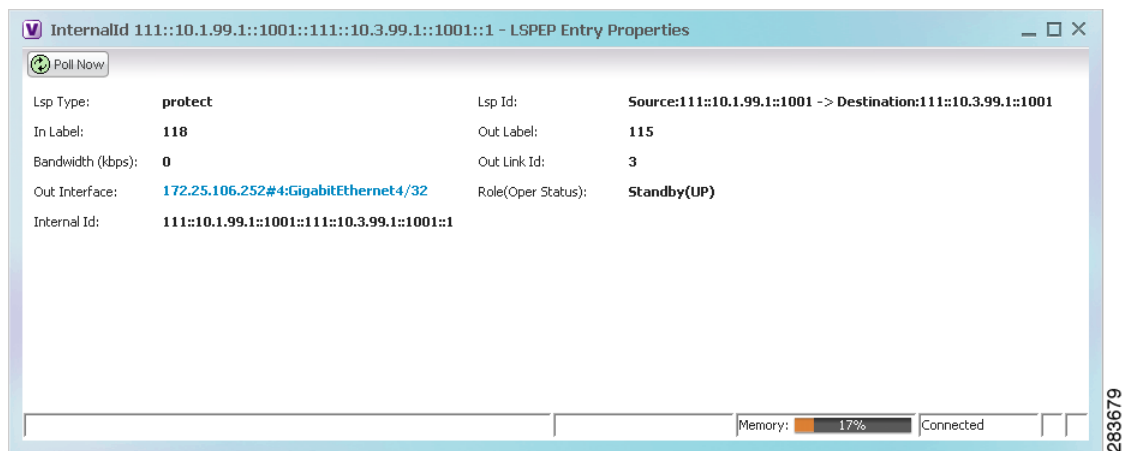 InternalId 111::10.1.99.1::1001::111::10.3.99.1::1001::1 - LSPEP Entry Properties
Poll Now
Lsp Type: protect Lsp Id: Source:111::10.1.99.1::1001 -> Destination:111::10.3.99.1::1001
In Label: 118 Out Label: 115
Bandwidth (kbps): 0 Out Link Id: 3
Out Interface: 172.25.106.252#4:GigabitEthernet4/32 Role(Oper Status): Standby(UP)
Internal Id: 111::10.1.99.1::1001::111::10.3.99.1::1001::1
Memory: 17% Connected
283679